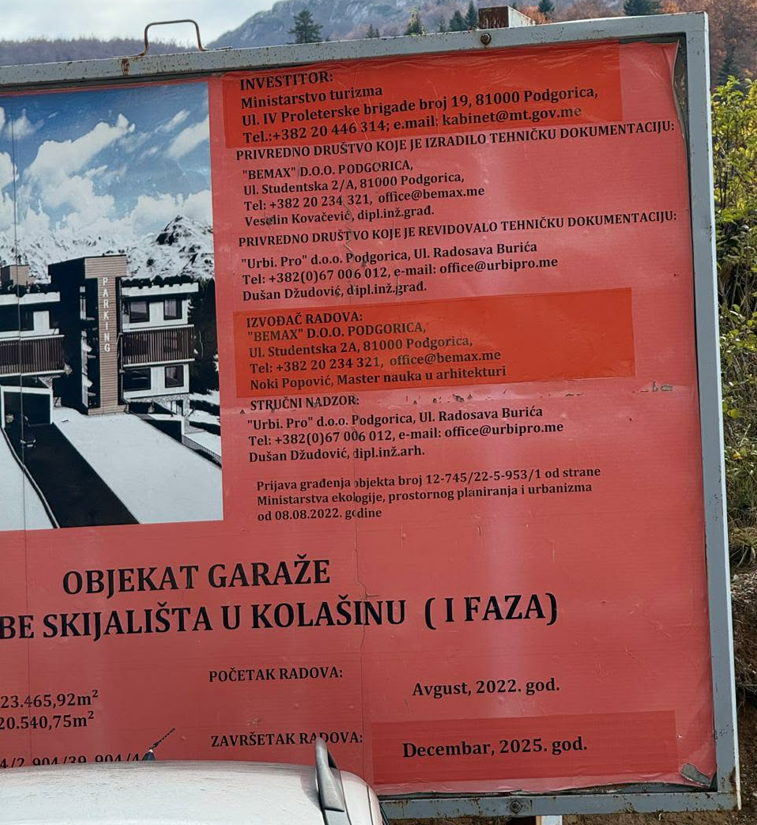 INVESTITOR:
Ministarstvo turizma
Ul. IV Proleterske brigade broj 19, 81000 Podgorica,
Tel.:+382 20 446 314; e.mail: kabinet@mt.gov.me
PRIVREDNO DRUŠTVO KOJE JE IZRADILO TEHNIČKU DOKUMENTACIJU:
"BEMAX" D.O.O. PODGORICA,
Ul. Studentska 2/A, 81000 Podgorica,
Tel: +382 20 234 321, office@bemax.me
Veselin Kovačević, dipl.inž.grad.
PRIVREDNO DRUŠTVO KOJE JE REVIDOVALO TEHNIČKU DOKUMENTACIJU:
"Urbi. Pro" d.o.o. Podgorica, Ul. Radosava Burića
Tel: +382(0)67 006 012, e-mail: office@urbipro.me
Dušan Džudović, dipl.inž.grad.
PARKING
IZVOĐAČ RADOVA:
"BEMAX" D.O.O. PODGORICA,
Ul. Studentska 2A, 81000 Podgorica,
Tel: +382 20 234 321, office@bemax.me
Noki Popović, Master nauka u arhitekturi
STRUČNI NADZOR:
"Urbi. Pro" d.o.o. Podgorica, Ul. Radosava Burića
Tel: +382(0)67 006 012, e-mail: office@urbipro.me
Dušan Džudović, dipl.inž.arh.
Prijava građenja objekta broj 12-745/22-5-953/1 od strane
Ministarstva ekologije, prostornog planiranja i urbanizma
od 08.08.2022. godine
OBJEKAT GARAŽE
BE SKIJALIŠTA U KOLAŠINU ( I FAZA)
POČETAK RADOVA:
Avgust, 2022. god.
23.465,92m²
20.540,75m²
ZAVRŠETAK RADOVA:
Decembar, 2025. god.